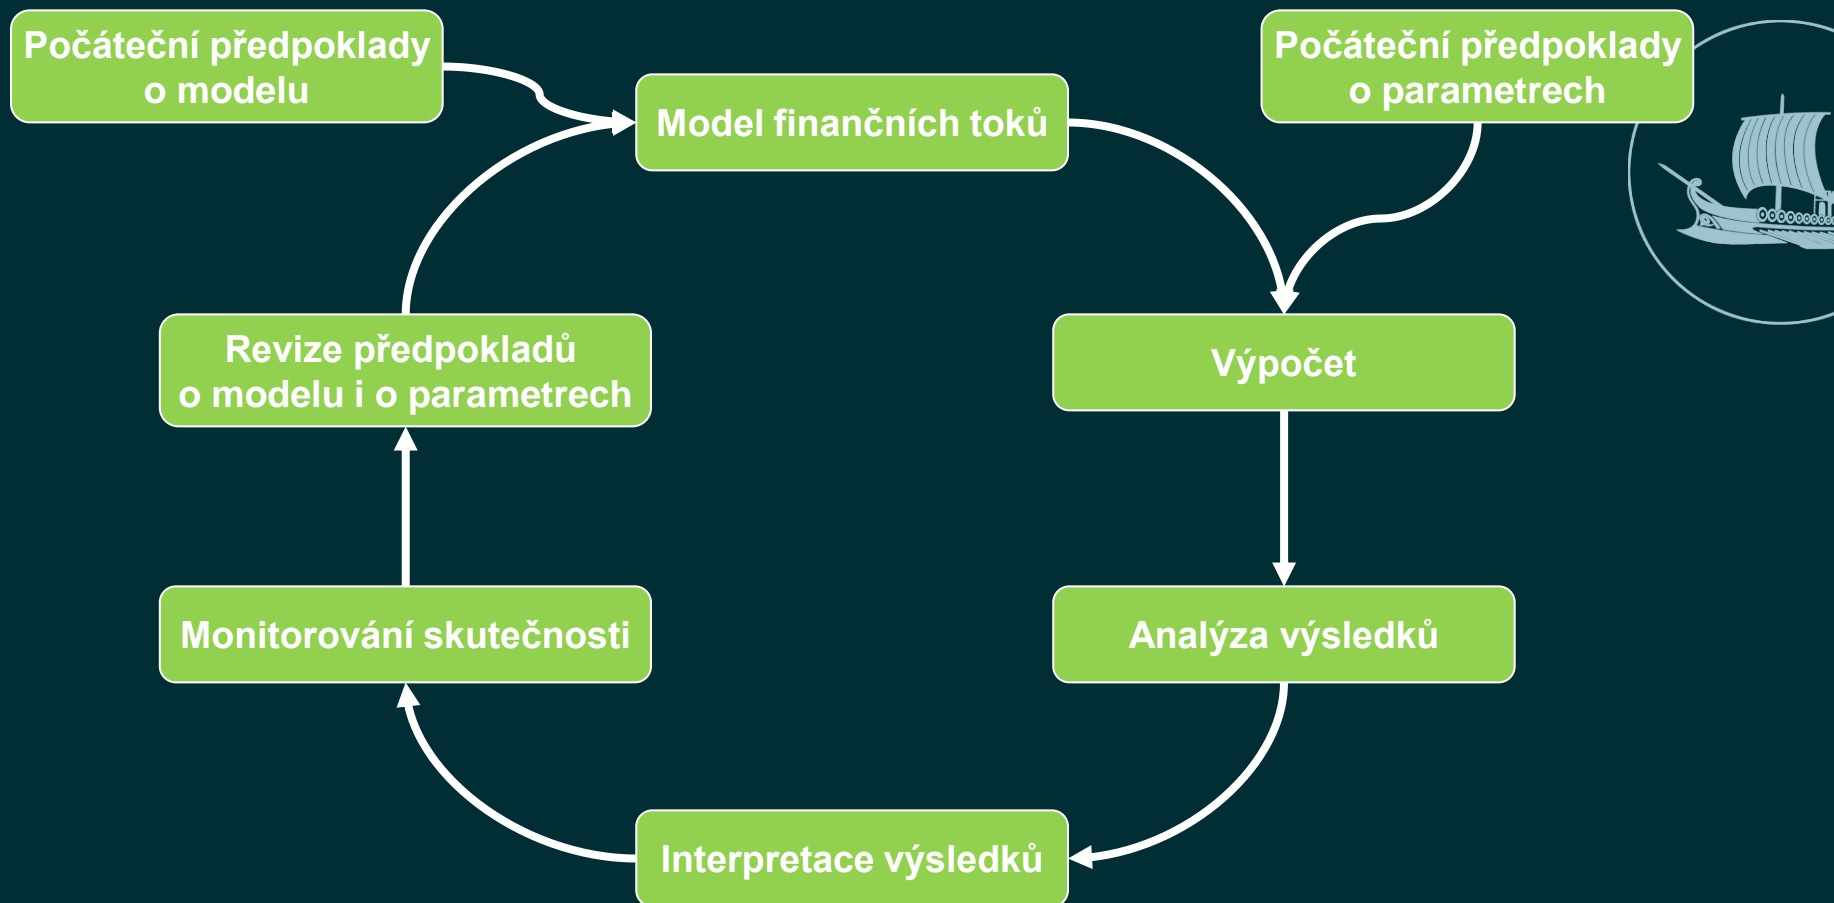 Počáteční předpoklady
o modelu
Počáteční předpoklady
o parametrech
Model finančních toků
Revize předpokladů
o modelu i o parametrech
Výpočet
Monitorování skutečnosti
Analýza výsledků
Interpretace výsledků